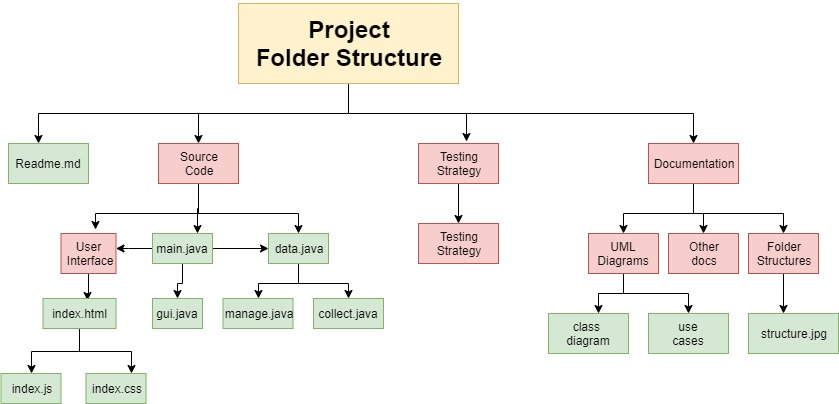 Project
Folder Structure
Readme.md
Source
Code
Testing
Strategy
Documentation
User
Interface
main.java
data.java
Testing
Strategy
UML
Diagrams
Other
docs
Folder
Structures
index.html
gui.java
manage.java
collect.java
class
diagram
use
cases
structure.jpg
index.js
index.css